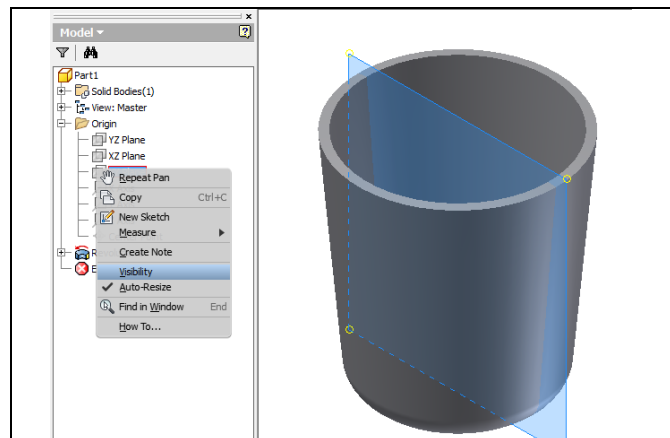 Model
Part1
Solid Bodies(1)
View: Master
Origin
YZ Plane
XZ Plane
Repeat Pan
Copy Ctrl+C
New Sketch
Measure
Create Note
Visibility
Auto-Resize
Find in Window End
How To...